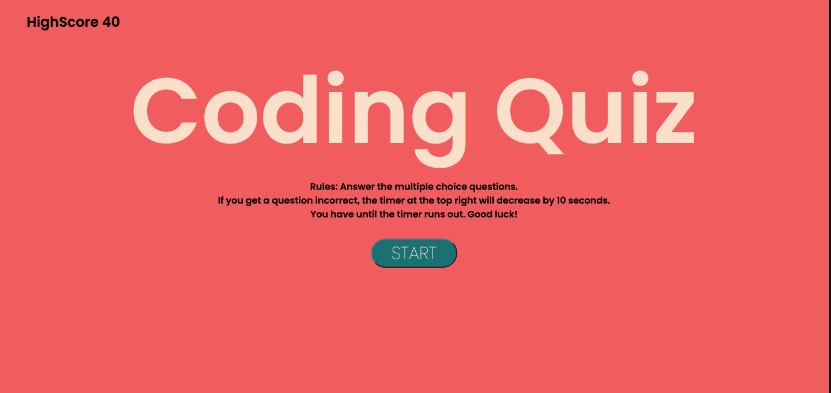 HighScore 40
Coding Quiz
Rules: Answer the multiple choice questions.
If you get a question incorrect, the timer at the top right will decrease by 10 seconds.
You have until the timer runs out. Good luck!
START